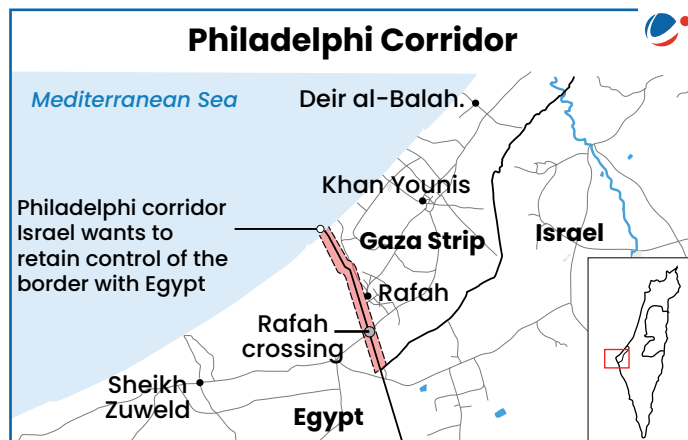 Philadelphi Corridor
Mediterranean Sea
Deir al-Balah.
Khan Younis
Philadelphi corridor
Israel wants to
retain control of the
border with Egypt
Gaza Strip
Israel
Rafah
Rafah
crossing
Sheikh
Zuweld
Egypt